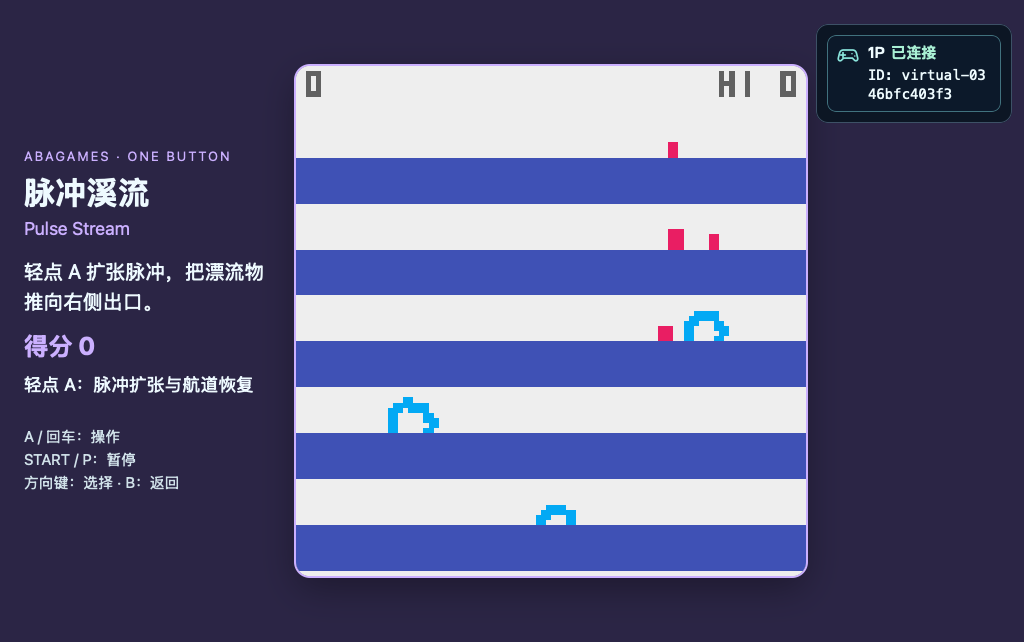 ABAGAMES · ONE BUTTON
脉冲溪流
Pulse Stream
轻点 A 扩张脉冲，把漂流物
推向右侧出口。
得分 0
轻点 A：脉冲扩张与航道恢复
A / 回车：操作
START / P：暂停
方向键：选择 · B：返回
0
HI 0
1P 已连接
ID: virtual-03
46bfc403f3